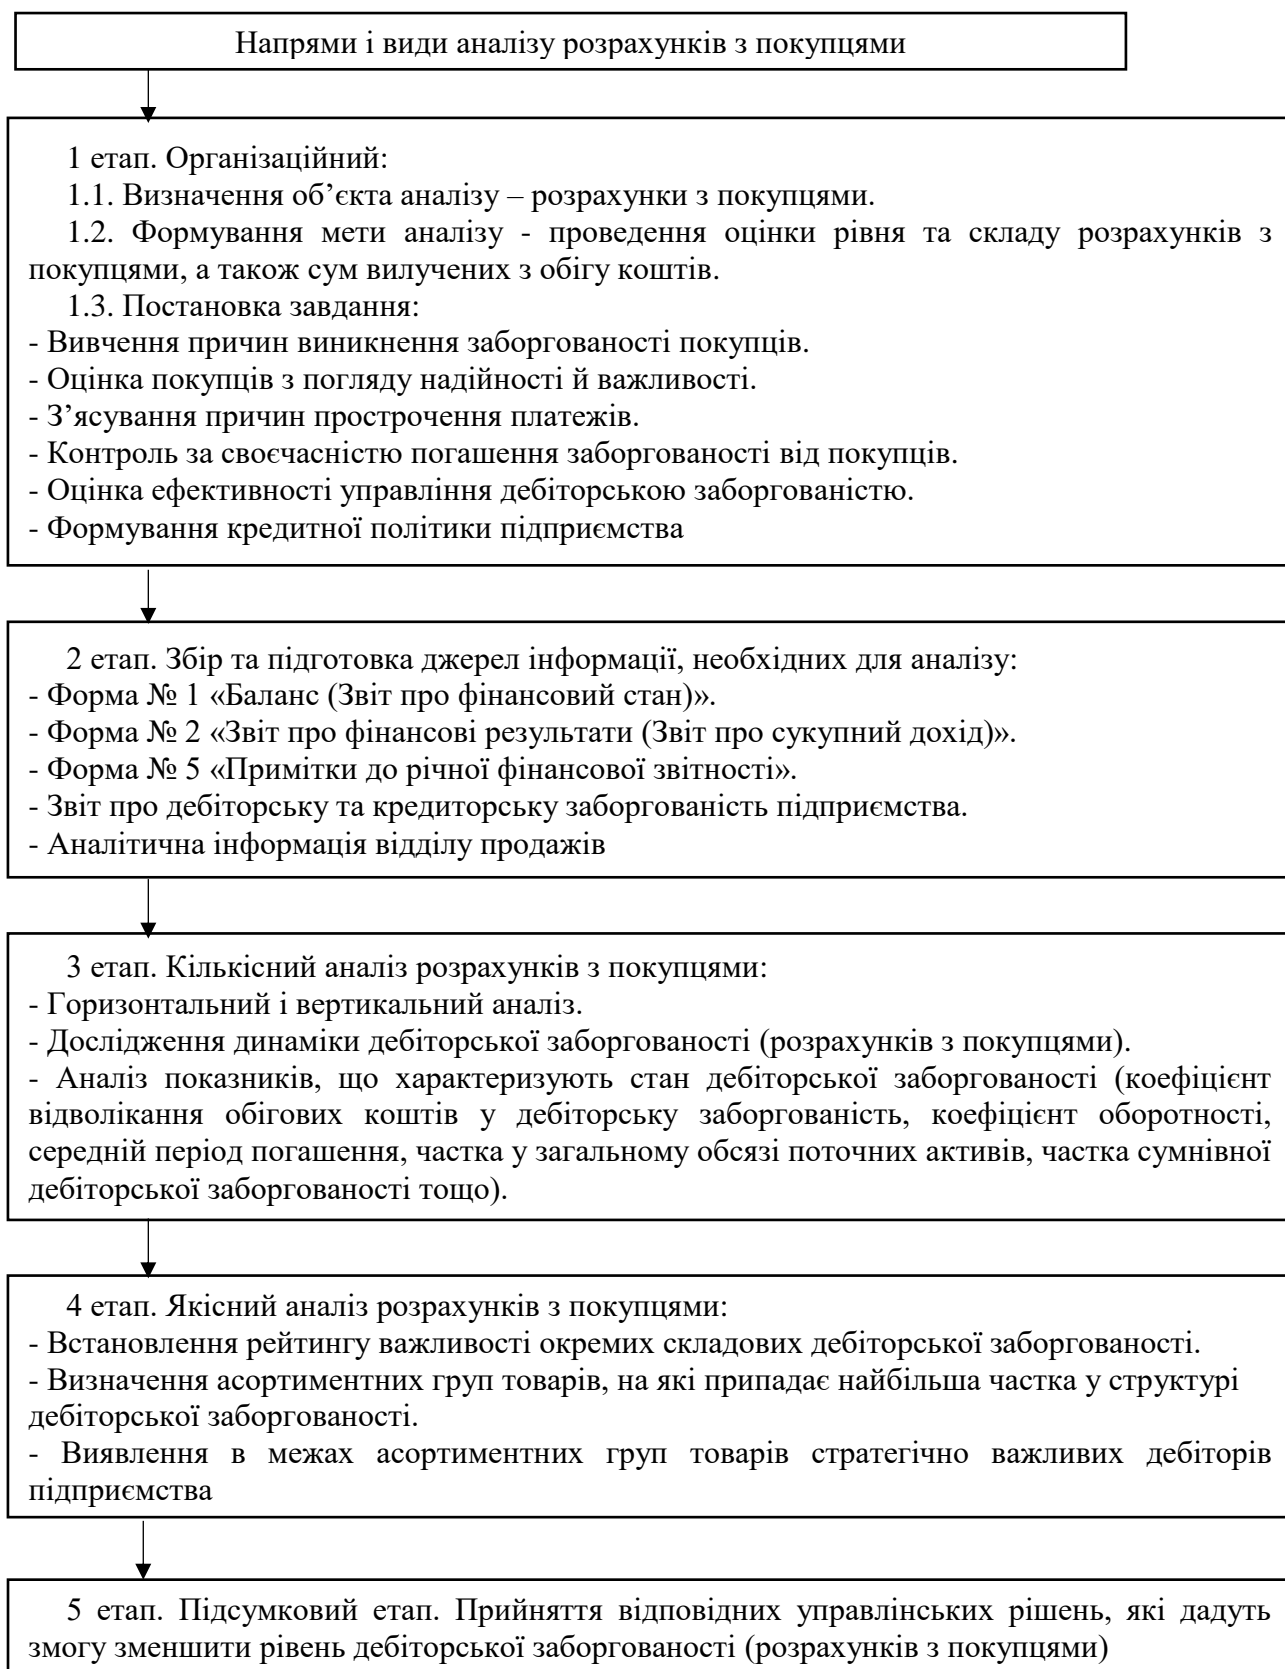 Напрями і види аналізу розрахунків з покупцями
1 етап. Організаційний:
1.1. Визначення об’єкта аналізу – розрахунки з покупцями.
1.2. Формування мети аналізу - проведення оцінки рівня та складу розрахунків з
покупцями, а також сум вилучених з обігу коштів.
1.3. Постановка завдання:
- Вивчення причин виникнення заборгованості покупців.
- Оцінка покупців з погляду надійності й важливості.
- З’ясування причин прострочення платежів.
- Контроль за своєчасністю погашення заборгованості від покупців.
- Оцінка ефективності управління дебіторською заборгованістю.
- Формування кредитної політики підприємства
2 етап. Збір та підготовка джерел інформації, необхідних для аналізу:
- Форма № 1 «Баланс (Звіт про фінансовий стан)».
- Форма № 2 «Звіт про фінансові результати (Звіт про сукупний дохід)».
- Форма № 5 «Примітки до річної фінансової звітності».
- Звіт про дебіторську та кредиторську заборгованість підприємства.
- Аналітична інформація відділу продажів
3 етап. Кількісний аналіз розрахунків з покупцями:
- Горизонтальний і вертикальний аналіз.
- Дослідження динаміки дебіторської заборгованості (розрахунків з покупцями).
- Аналіз показників, що характеризують стан дебіторської заборгованості (коефіцієнт
відволікання обігових коштів у дебіторську заборгованість, коефіцієнт оборотності,
середній період погашення, частка у загальному обсязі поточних активів, частка сумнівної
дебіторської заборгованості тощо).
4 етап. Якісний аналіз розрахунків з покупцями:
- Встановлення рейтингу важливості окремих складових дебіторської заборгованості.
- Визначення асортиментних груп товарів, на які припадає найбільша частка у структурі
дебіторської заборгованості.
- Виявлення в межах асортиментних груп товарів стратегічно важливих дебіторів
підприємства
5 етап. Підсумковий етап. Прийняття відповідних управлінських рішень, які дадуть
змогу зменшити рівень дебіторської заборгованості (розрахунків з покупцями)